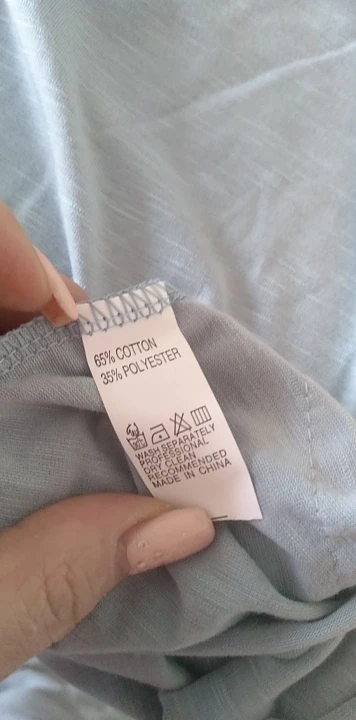 65% COTTON
35% POLYESTER
WASH SEPARATELY
PROFESSIONAL
DRY CLEAN
RECOMMENDED
MADE IN CHINA